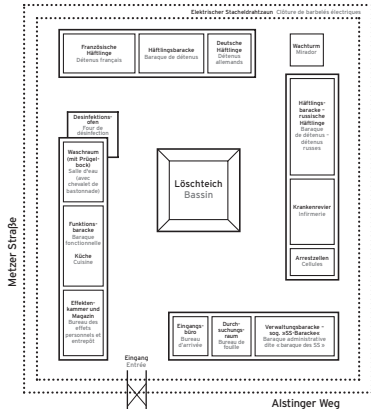 Elektrischer Stacheldrahtzaun Clôture de barbelés électriques
Französische
Häftlinge
Détenus français
Häftlingsbaracke
Baraque de détenus
Deutsche
Häftlinge
Détenus
allemands
Wachturm
Mirador
Desinfektions-
ofen
Four de
désinfection
Waschraum
(mit Prügel-
bock)
Salle d'eau
(avec
chevalet de
bastonnade)
Funktions-
baracke
Baraque
fonctionnelle
Küche
Cuisine
Effekten-
kammer und
Magazin
Bureau des
effets
personnels et
entrepôt
Löschteich
Bassin
Häftlings-
baracke –
russische
Häftlinge
Baraque
de détenus –
détenus
russes
Krankenrevier
Infirmerie
Arrestzellen
Cellules
Eingangs-
büro
Bureau
d'arrivée
Durch-
suchungs-
raum
Bureau de
fouille
Verwaltungsbaracke –
sog. »SS-Baracke«
Baraque administrative
dite « baraque des SS »
Eingang
Entrée
Metzer Straße
Alstinger Weg